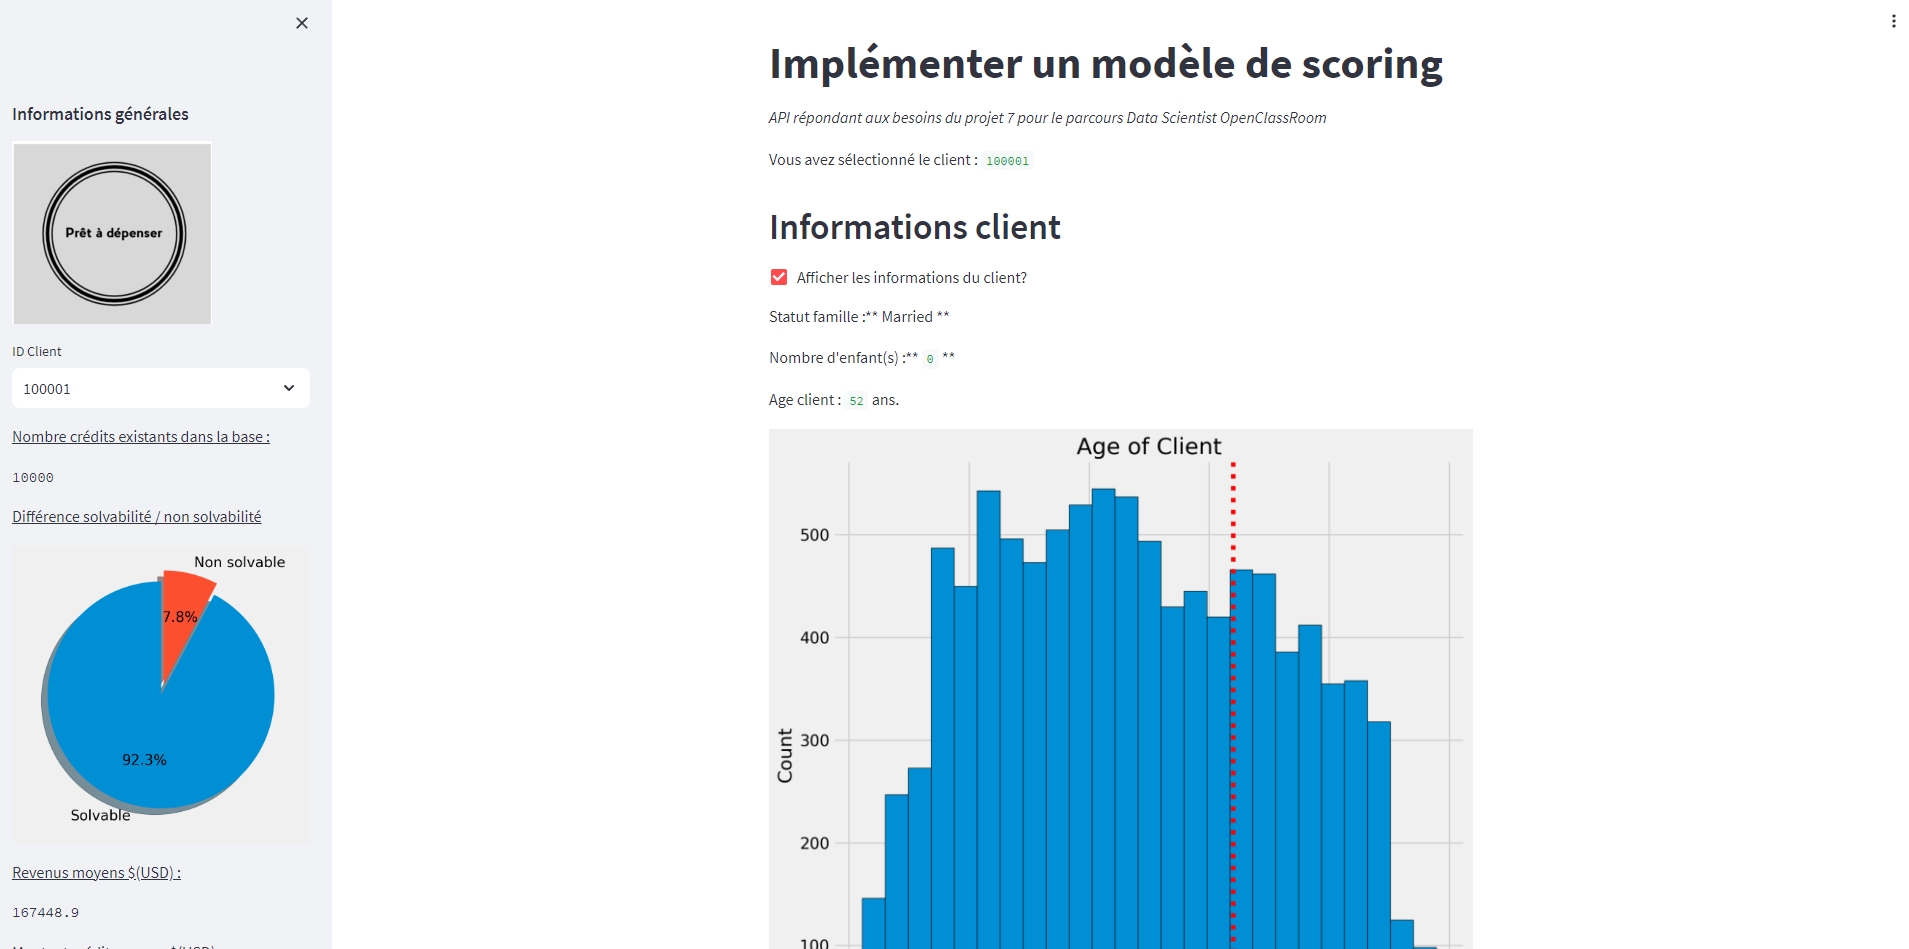 Informations générales
Prêt à dépenser
ID Client
100001
Nombre crédits existants dans la base :
10000
Différence solvabilité / non solvabilité
Non solvable
7.8%
92.3%
Solvable
Revenus moyens $(USD) :
167448.9
Implémenter un modèle de scoring
API répondant aux besoins du projet 7 pour le parcours Data Scientist OpenClassRoom
Vous avez sélectionné le client : 100001
Informations client
Afficher les informations du client?
Statut famille :** Married **
Nombre d'enfant(s) :** 0 **
Age client : 52 ans.
Age of Client
500
400
300
200
100
Count